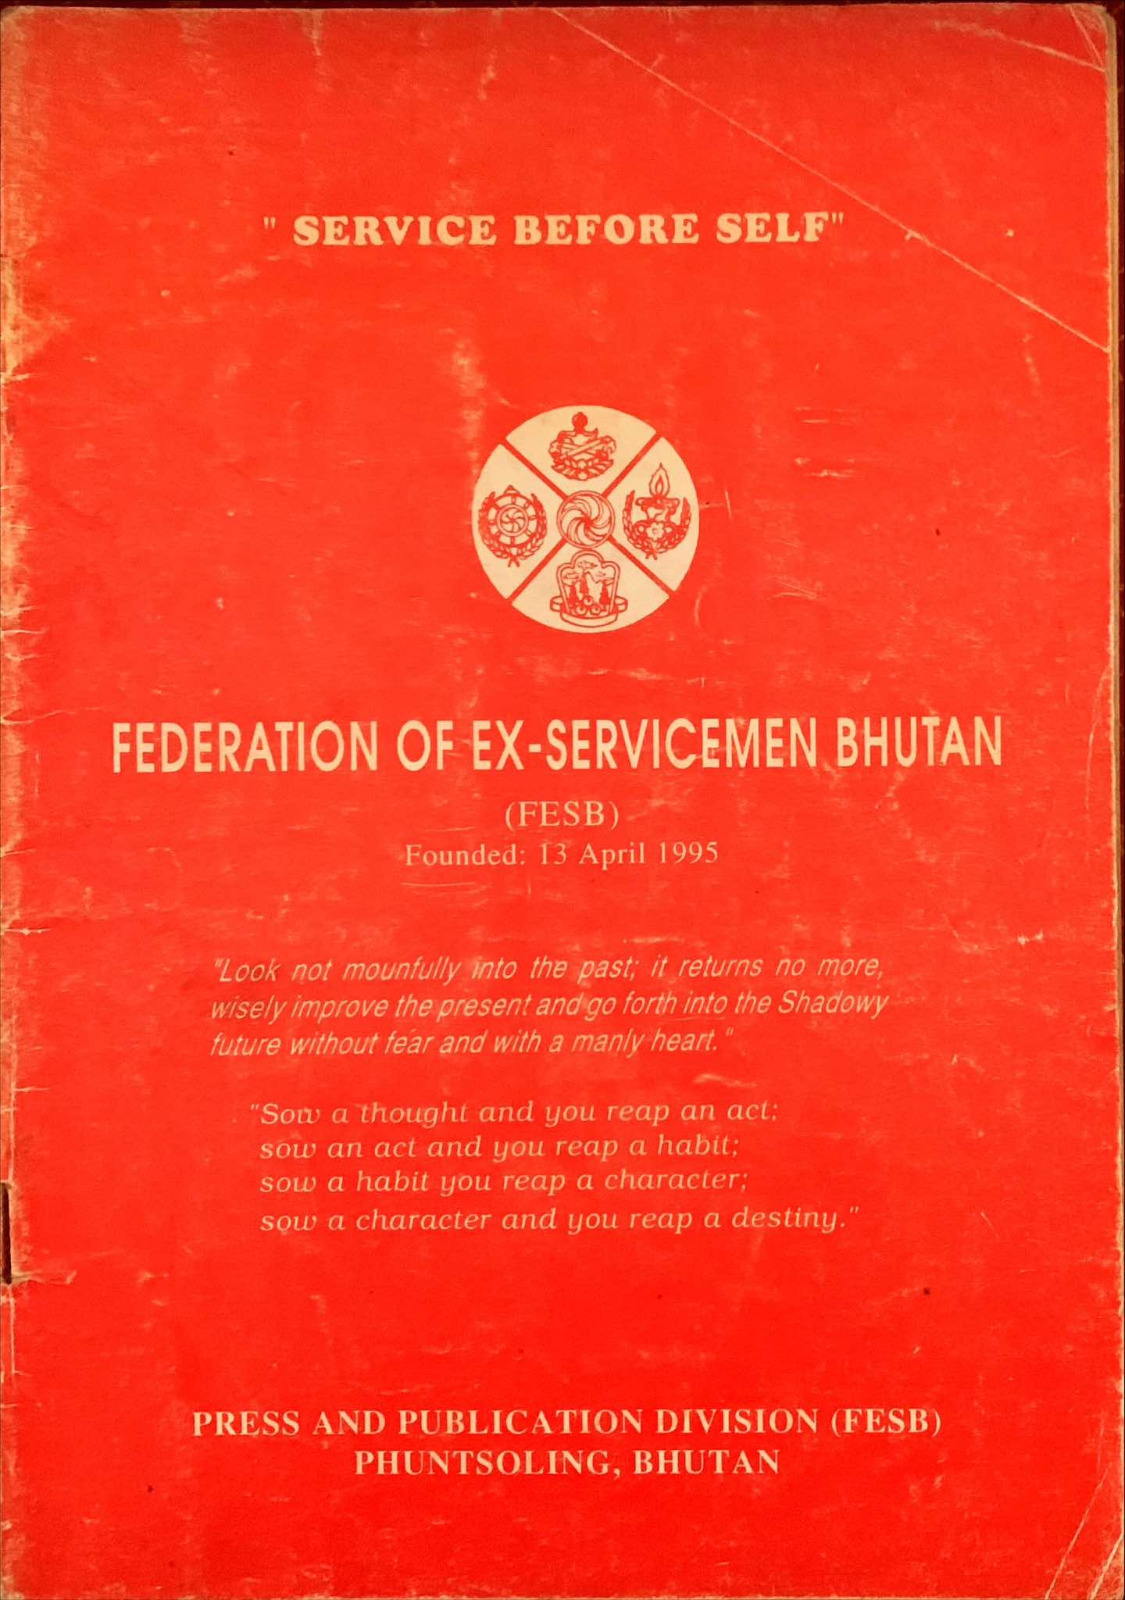 " SERVICE BEFORE SELF"
FEDERATION OF EX-SERVICEMEN BHUTAN
(FESB)
Founded: 13 April 1995
"Look not mounfully into the past; it returns no more,
wisely improve the present and go forth into the Shadowy
future without fear and with a manly heart."
"Sow a thought and you reap an act;
sow an act and you reap a habit;
sow a habit you reap a character;
sow a character and you reap a destiny."
PRESS AND PUBLICATION DIVISION (FESB)
PHUNTSOLING, BHUTAN